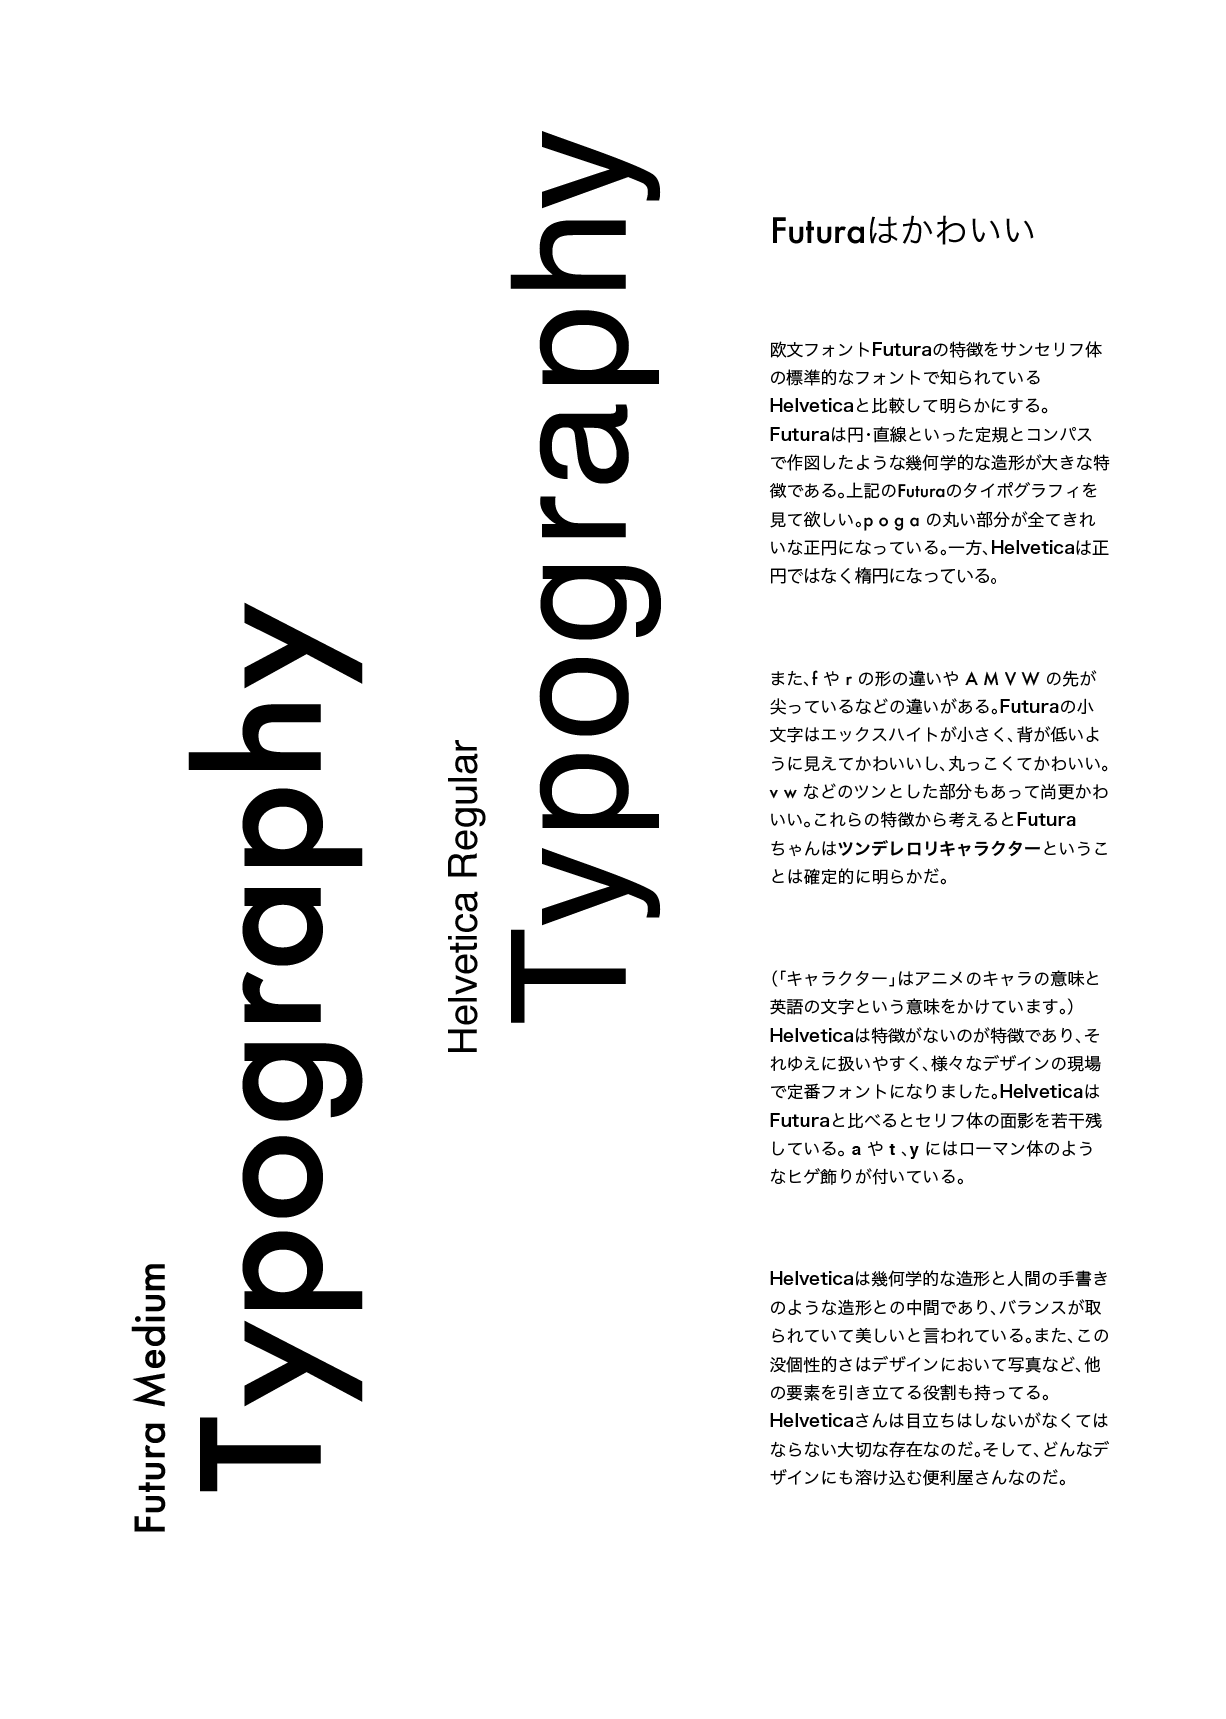 Futura Medium
Typography
Helvetica Regular
Typography
Futuraはかわいい
欧文フォントFuturaの特徴をサンセリフ体
の標準的なフォントで知られている
Helveticaと比較して明らかにする。
Futuraは円・直線といった定規とコンパス
で作図したような幾何学的な造形が大きな特
徴である。上記のFuturaのタイポグラフィを
見て欲しい。p o g a の丸い部分が全てきれ
いな正円になっている。一方、Helveticaは正
円ではなく楕円になっている。
また、f や r の形の違いや A M V W の先が
尖っているなどの違いがある。Futuraの小
文字はエックスハイトが小さく、背が低いよ
うに見えてかわいいし、丸っこくてかわいい。
v w などのツンとした部分もあって尚更かわ
いい。これらの特徴から考えるとFutura
ちゃんはツンデレロリキャラクターというこ
とは確定的に明らかだ。
（「キャラクター」はアニメのキャラの意味と
英語の文字という意味をかけています。）
Helveticaは特徴がないのが特徴であり、そ
れゆえに扱いやすく、様々なデザインの現場
で定番フォントになりました。Helveticaは
Futuraと比べるとセリフ体の面影を若干残
している。 a や t 、y にはローマン体のよう
なヒゲ飾りが付いている。
Helveticaは幾何学的な造形と人間の手書き
のような造形との中間であり、バランスが取
られていて美しいと言われている。また、この
没個性的さはデザインにおいて写真など、他
の要素を引き立てる役割も持ってる。
Helveticaさんは目立ちはしないがなくては
ならない大切な存在なのだ。そして、どんなデ
ザインにも溶け込む便利屋さんなのだ。